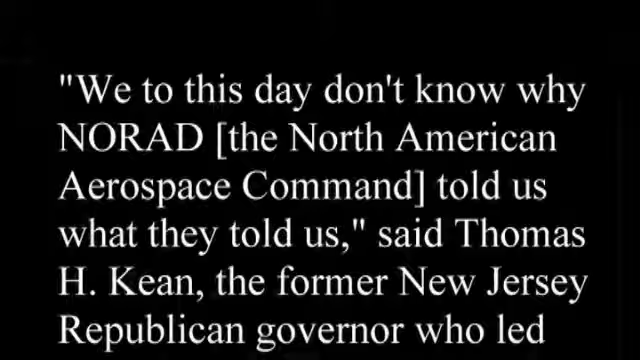 "We to this day don't know why
NORAD [the North American
Aerospace Command] told us
what they told us," said Thomas
H. Kean, the former New Jersey
Republican governor who led